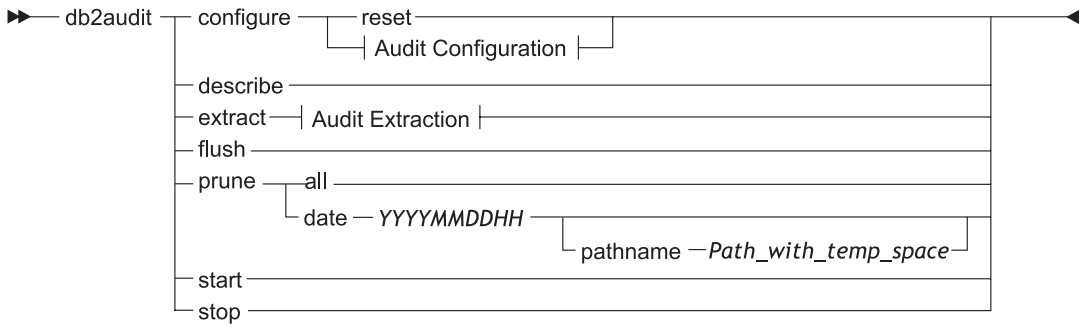 db2audit configure reset
Audit Configuration
describe
extract Audit Extraction
flush
prune all
date YYYYMMDDHH
pathname Path_with_temp_space
start
stop